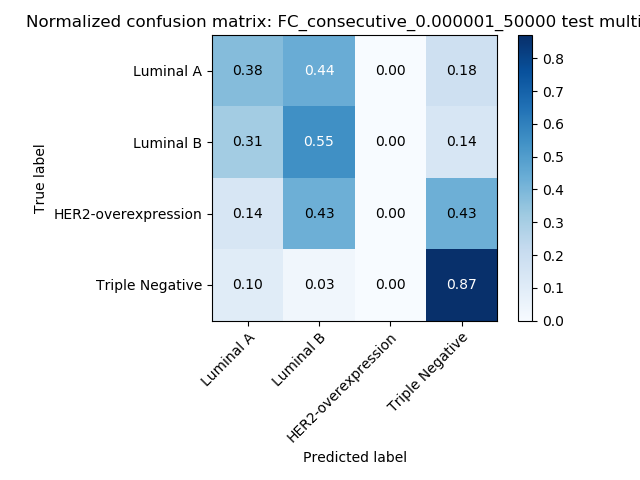 Normalized confusion matrix: FC_consecutive_0.000001_50000 test multi
Luminal A 0.38 0.44 0.00 0.18
Luminal B 0.31 0.55 0.00 0.14
HER2-overexpression 0.14 0.43 0.00 0.43
Triple Negative 0.10 0.03 0.00 0.87
True label
Luminal A
Luminal B
HER2-overexpression
Triple Negative
Predicted label
0.8
0.7
0.6
0.5
0.4
0.3
0.2
0.1
0.0